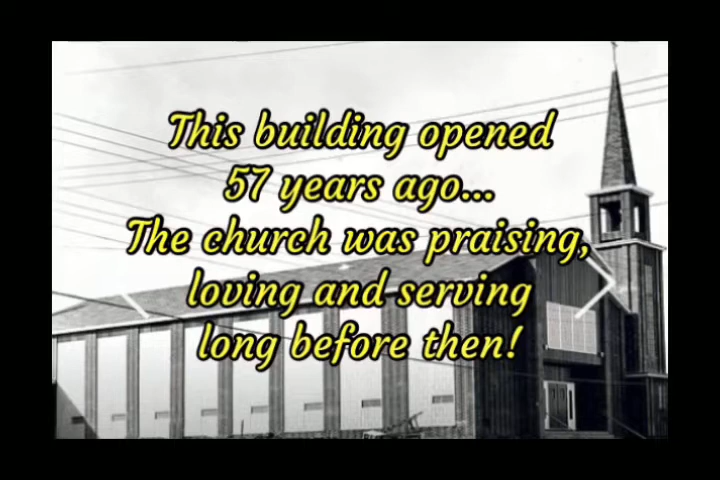 This building opened
57 years ago...
The church was praising,
loving and serving
long before then!